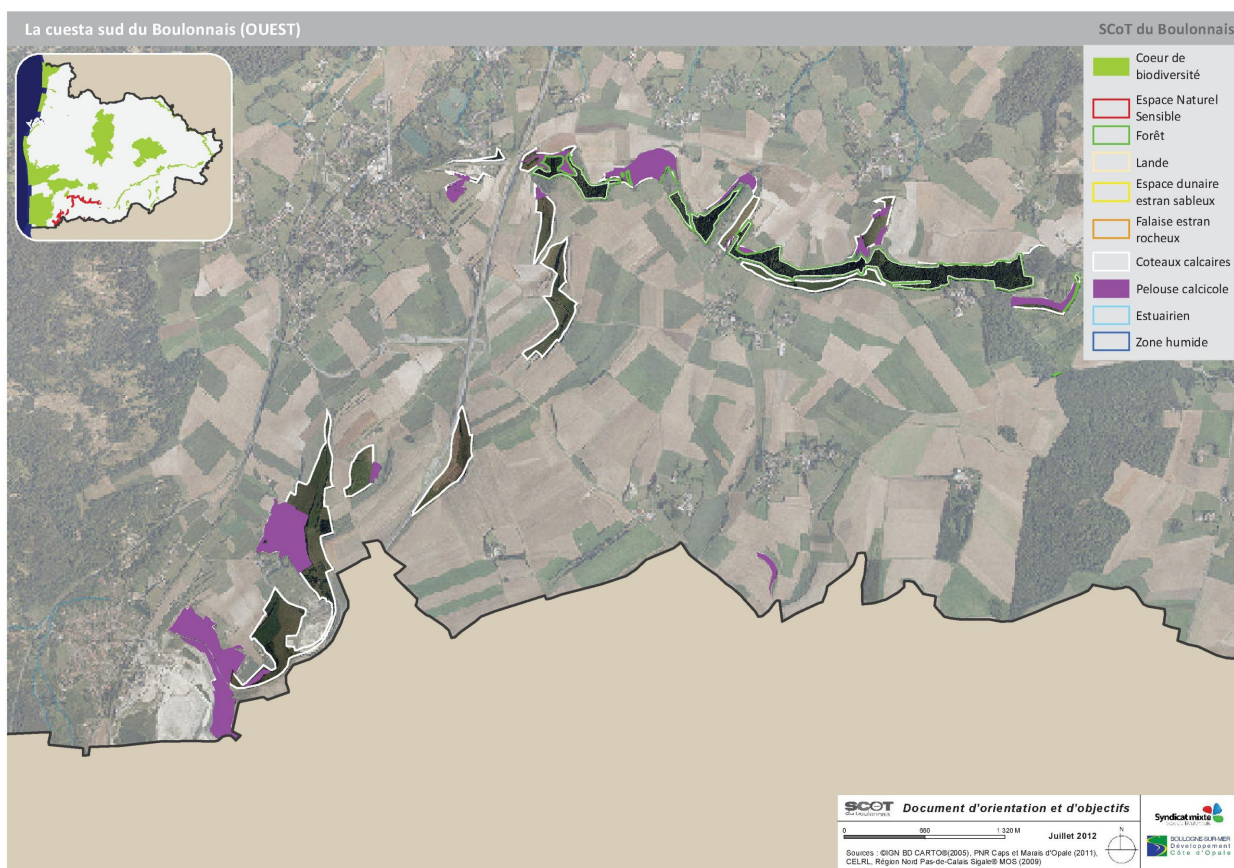 La cuesta sud du Boulonnais (OUEST)
SCoT du Boulonnais
Coeur de
biodiversité
Espace Naturel
Sensible
Forêt
Lande
Espace dunaire
estran sableux
Falaise estran
rocheux
Coteaux calcaires
Pelouse calcicole
Estuairien
Zone humide
SCOT
du boulonnais
Document d'orientation et d'objectifs
0 660 1 320 M
Juillet 2012
N
Sources : ©IGN BD CARTO®(2005), PNR Caps et Marais d'Opale (2011),
CELRL, Région Nord Pas-de-Calais Sigale® MOS (2009)
Syndicat mixte
BOULOGNE-SUR-MER
Développement
Côte d'Opale